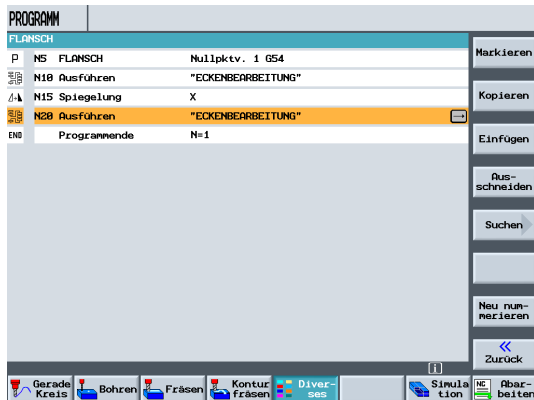 PROGRAMM
FLANSCH
P N5 FLANSCH Nullpktv. 1 G54
N10 Ausführen "ECKENBEARBEITUNG"
N15 Spiegelung X
N20 Ausführen "ECKENBEARBEITUNG"
END Programmende N=1
Markieren
Kopieren
Einfügen
Aus-
schneiden
Suchen
Neu num-
merieren
Zurück
Gerade
Kreis
Bohren
Fräsen
Kontur
fräsen
Diver-
ses
Simula
tion
NC
Abar-
beiten